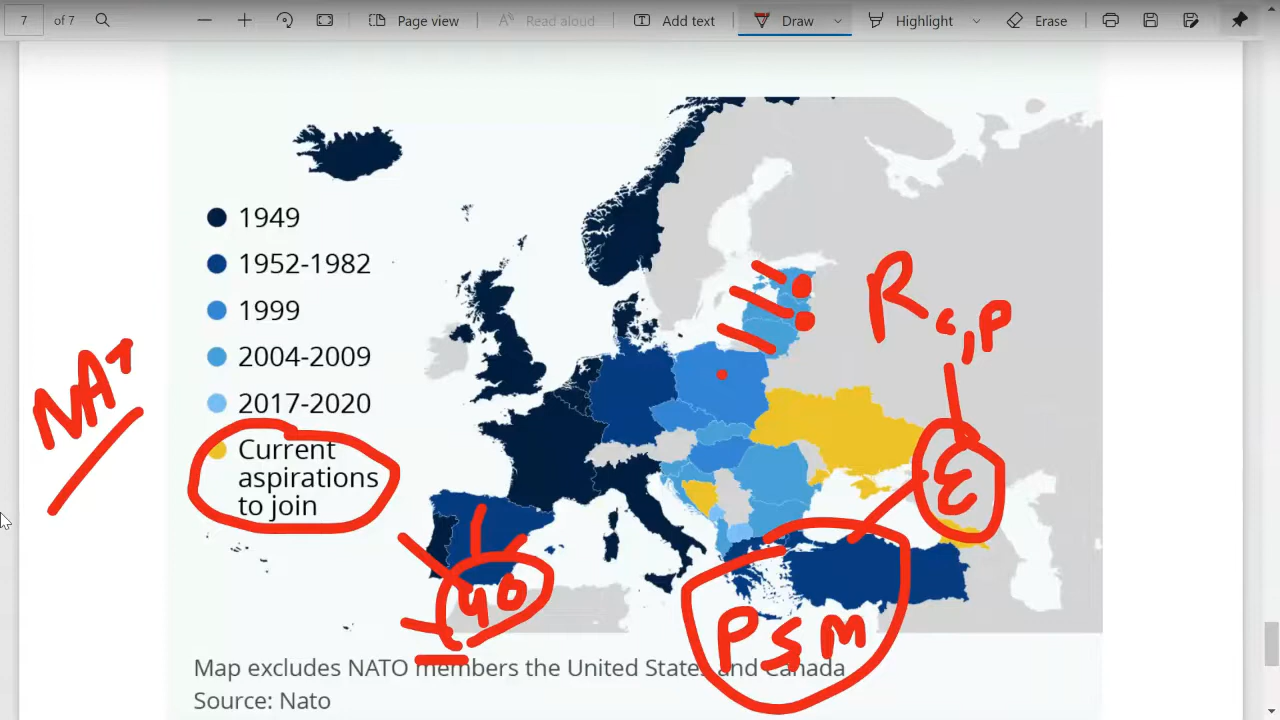 7 of 7 Page view Read aloud Add text Draw Highlight Erase
1949
1952-1982
1999
2004-2009
2017-2020
Current
aspirations
to join
R c,P
NAT
E
40
P&M
Map excludes NATO members the United States and Canada
Source: Nato